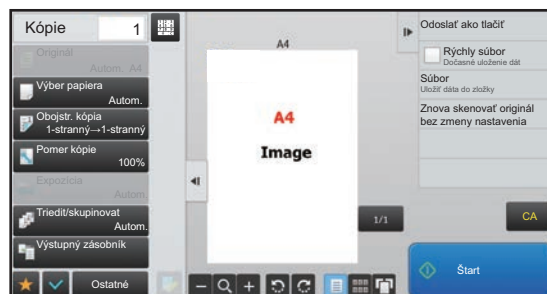 Kópie 1
Originál
Autom. A4
Výber papiera
Autom.
Obojstr. kópia
1-stranný→1-stranný
Pomer kópie
100%
Expozícia
Autom.
Triediť/skupinovat
Autom.
Výstupný zásobník
Ostatné
A4
A4
Image
1/1
Odoslať ako tlačiť
Rýchly súbor
Dočasné uloženie dát
Súbor
Uložiť dáta do zložky
Znova skenovať originál
bez zmeny nastavenia
CA
Štart